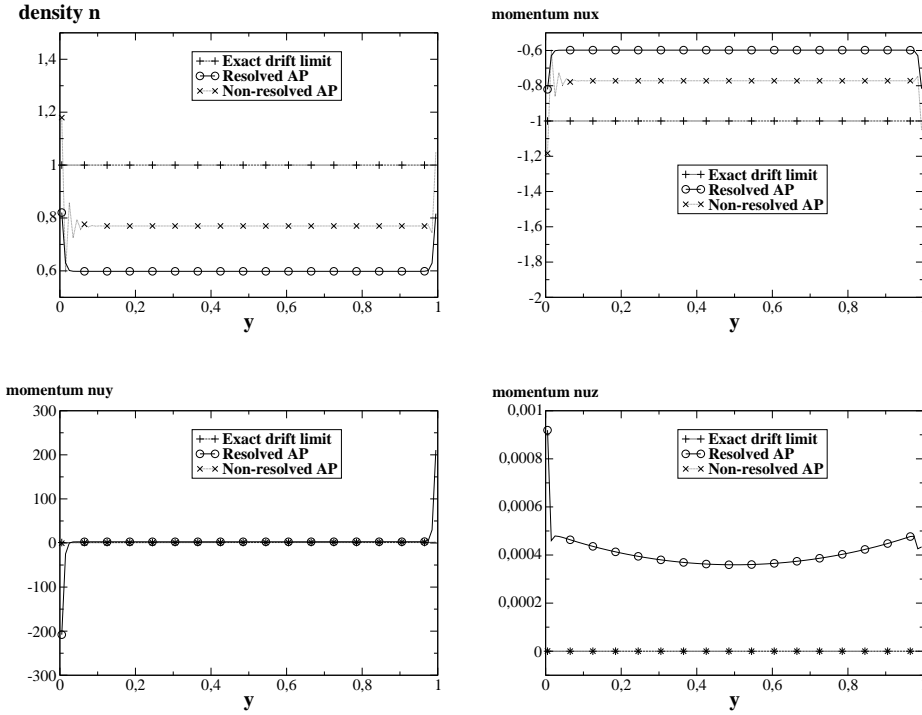 density n
1,4
1,2
1
0,8
0,6
0 0,2 0,4 0,6 0,8 1
y
Exact drift limit
Resolved AP
Non-resolved AP
momentum nux
-0,6
-0,8
-1
-1,2
-1,4
-1,6
-1,8
-2
0 0,2 0,4 0,6 0,8
y
Exact drift limit
Resolved AP
Non-resolved AP
momentum nuy
300
200
100
0
-100
-200
-300
0 0,2 0,4 0,6 0,8 1
y
Exact drift limit
Resolved AP
Non-resolved AP
momentum nuz
0,001
0,0008
0,0006
0,0004
0,0002
0
0 0,2 0,4 0,6 0,8
y
Exact drift limit
Resolved AP
Non-resolved AP